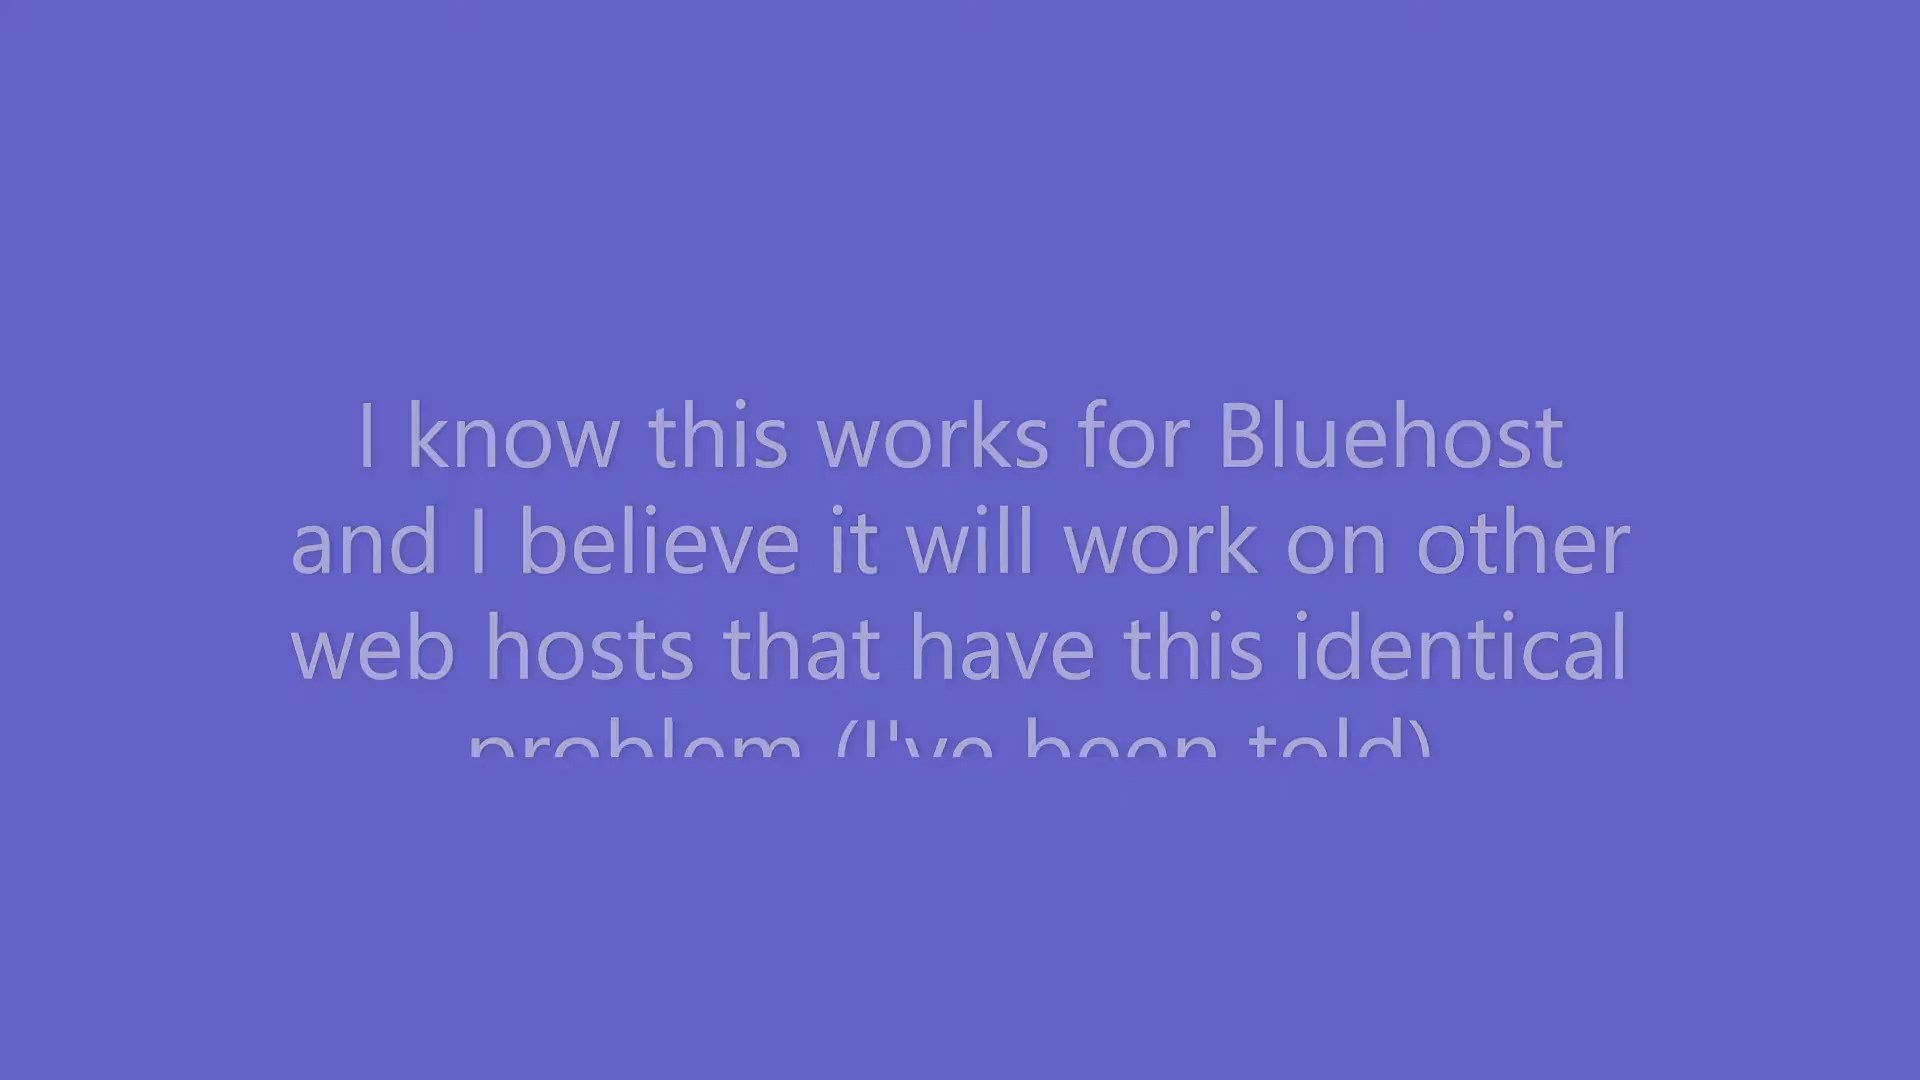 I know this works for Bluehost
and I believe it will work on other
web hosts that have this identical
problem (I've been told)